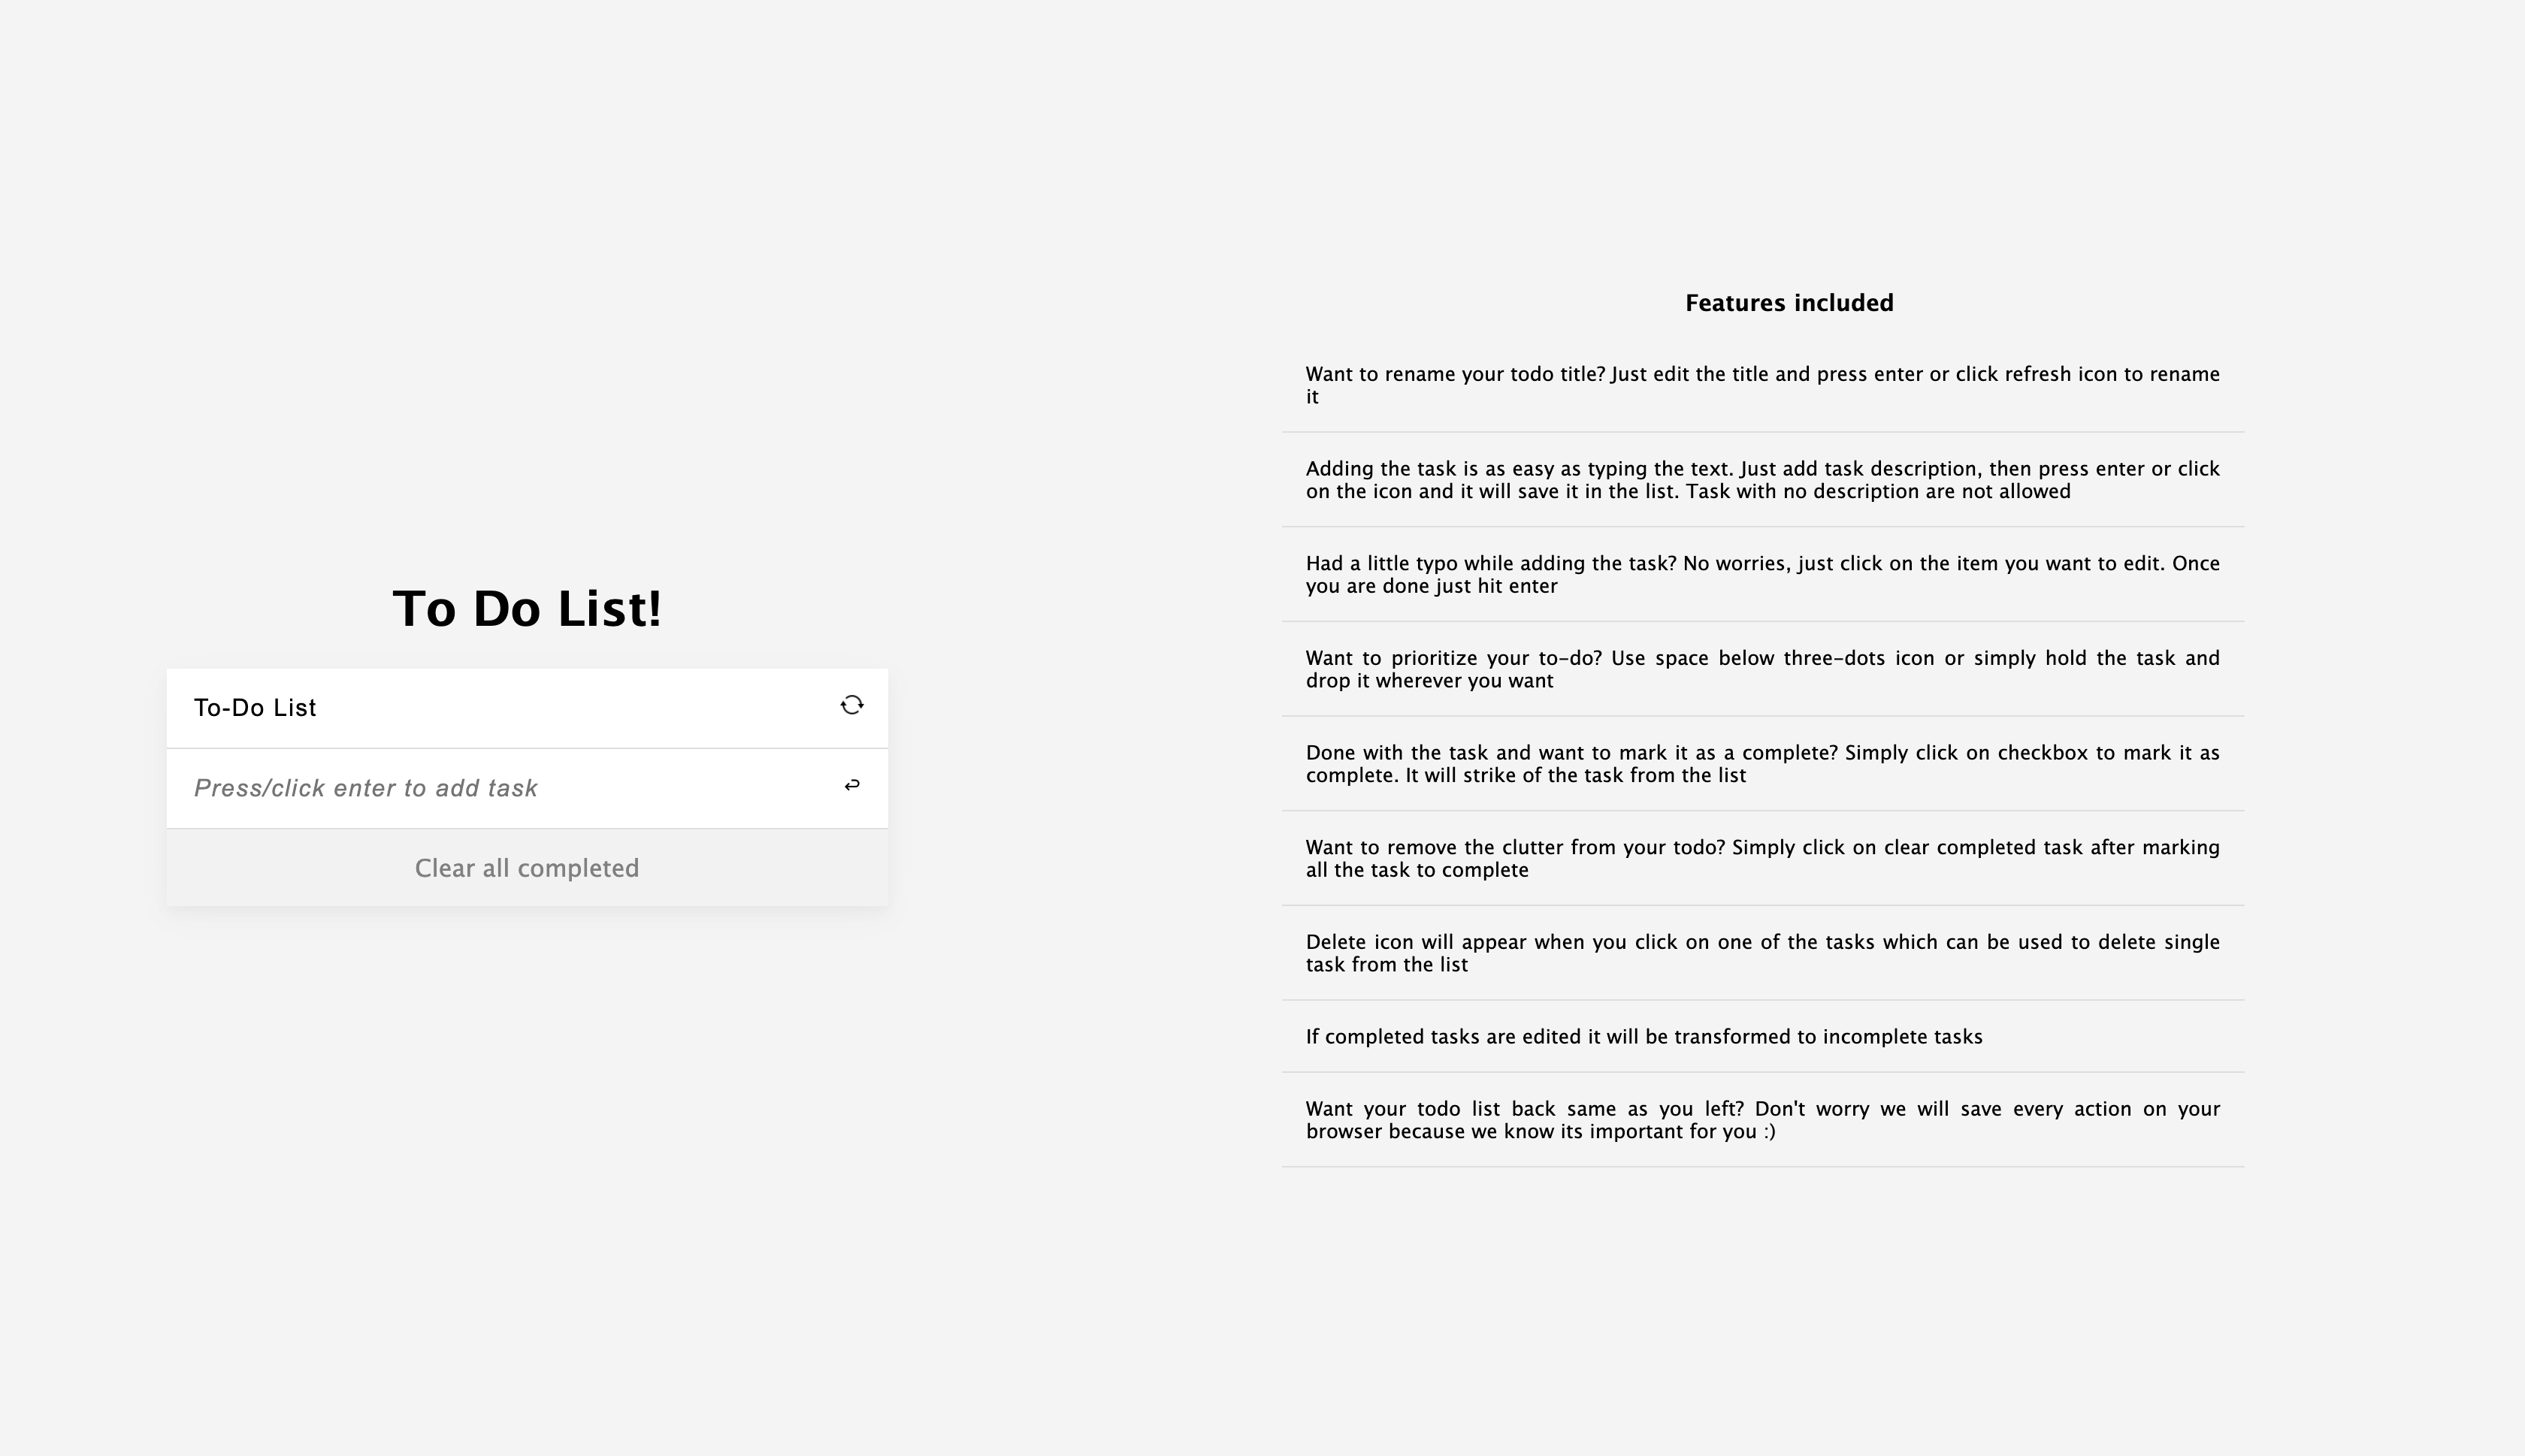 To Do List!
To-Do List
Press/click enter to add task
Clear all completed
Features included
Want to rename your todo title? Just edit the title and press enter or click refresh icon to rename
it
Adding the task is as easy as typing the text. Just add task description, then press enter or click
on the icon and it will save it in the list. Task with no description are not allowed
Had a little typo while adding the task? No worries, just click on the item you want to edit. Once
you are done just hit enter
Want to prioritize your to-do? Use space below three-dots icon or simply hold the task and
drop it wherever you want
Done with the task and want to mark it as a complete? Simply click on checkbox to mark it as
complete. It will strike of the task from the list
Want to remove the clutter from your todo? Simply click on clear completed task after marking
all the task to complete
Delete icon will appear when you click on one of the tasks which can be used to delete single
task from the list
If completed tasks are edited it will be transformed to incomplete tasks
Want your todo list back same as you left? Don't worry we will save every action on your
browser because we know its important for you :)